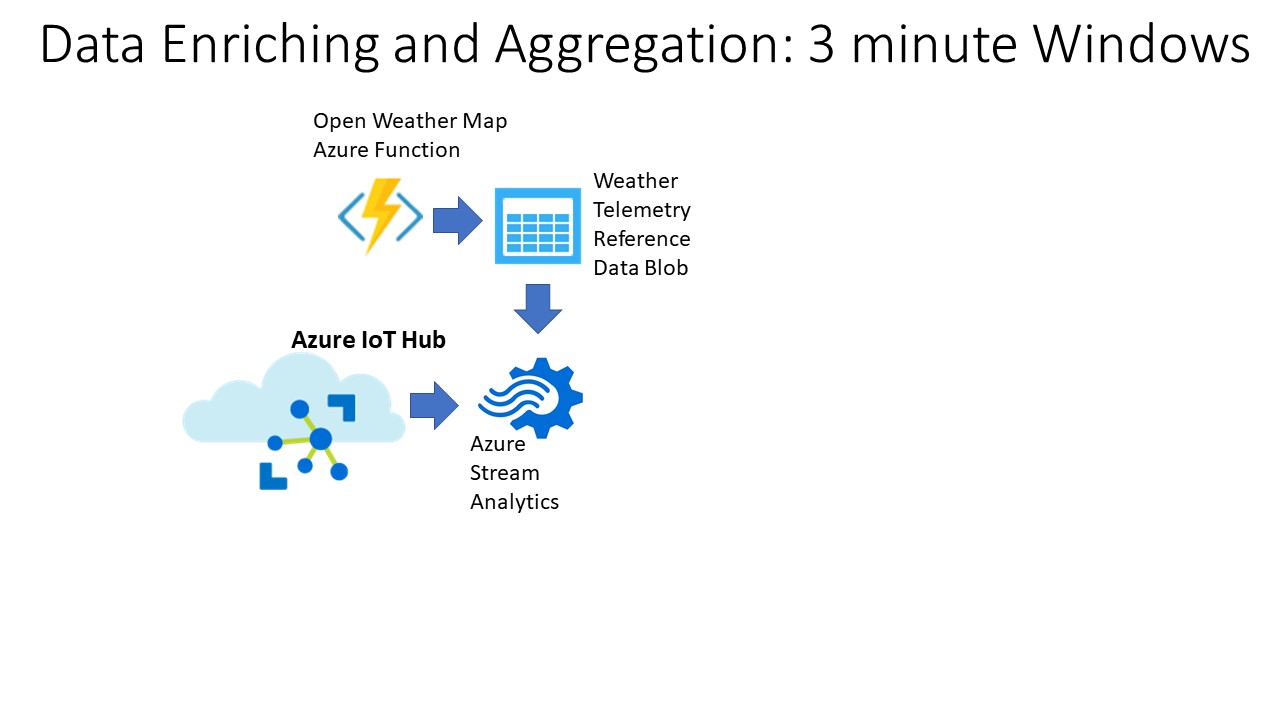 Data Enriching and Aggregation: 3 minute Windows
Open Weather Map
Azure Function
Weather
Telemetry
Reference
Data Blob
Azure IoT Hub
Azure
Stream
Analytics